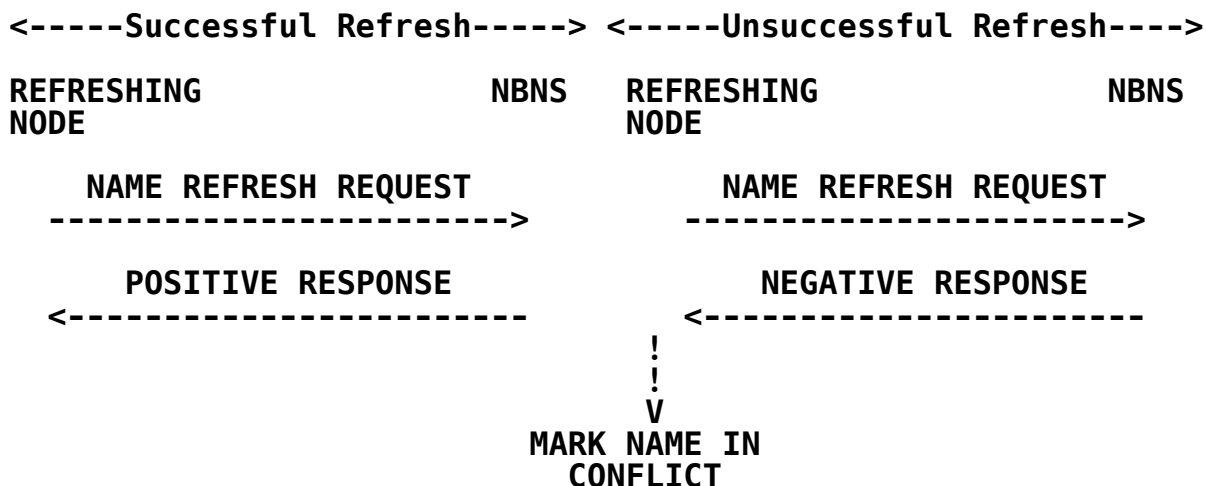 <-----Successful Refresh-----> <-----Unsuccessful Refresh---->
REFRESHING                NBNS   REFRESHING                NBNS
NODE                             NODE
    NAME REFRESH REQUEST              NAME REFRESH REQUEST
  ------------------------>         ----------------------->
      POSITIVE RESPONSE                 NEGATIVE RESPONSE
  <------------------------         <-----------------------
                                  !
                                  !
                                  V
                           MARK NAME IN
                             CONFLICT